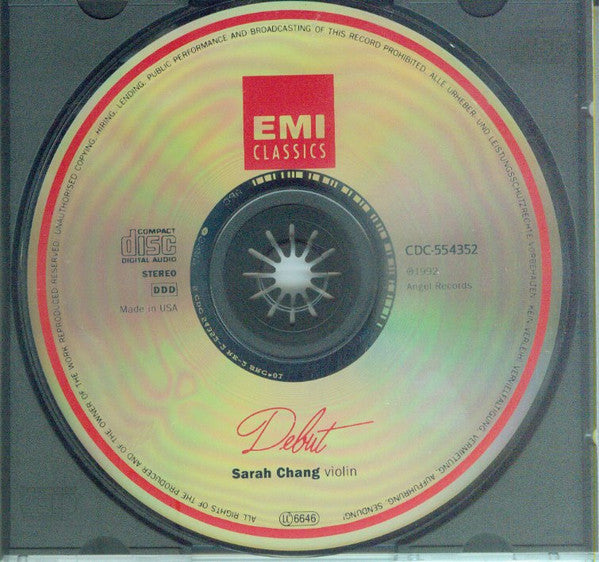 ALL RIGHTS OF THE PRODUCER AND OF THE OWNER OF THE WORK REPRODUCED RESERVED. UNAUTHORISED COPYING, HIRING, LENDING, PUBLIC PERFORMANCE AND BROADCASTING OF THIS RECORD PROHIBITED. ALLE URHEBER- UND LEISTUNGSSCHUTZRECHTE VORBEHALTEN. KEIN VERLEIH, VERVIELFÄLTIGUNG, VERMIETUNG, AUFFÜHRUNG, SENDUNG!
EMI
CLASSICS
COMPACT
disc
DIGITAL AUDIO
STEREO
DDD
Made in USA
CDC-554352
℗1992
Angel Records
Debut
Sarah Chang violin
6646